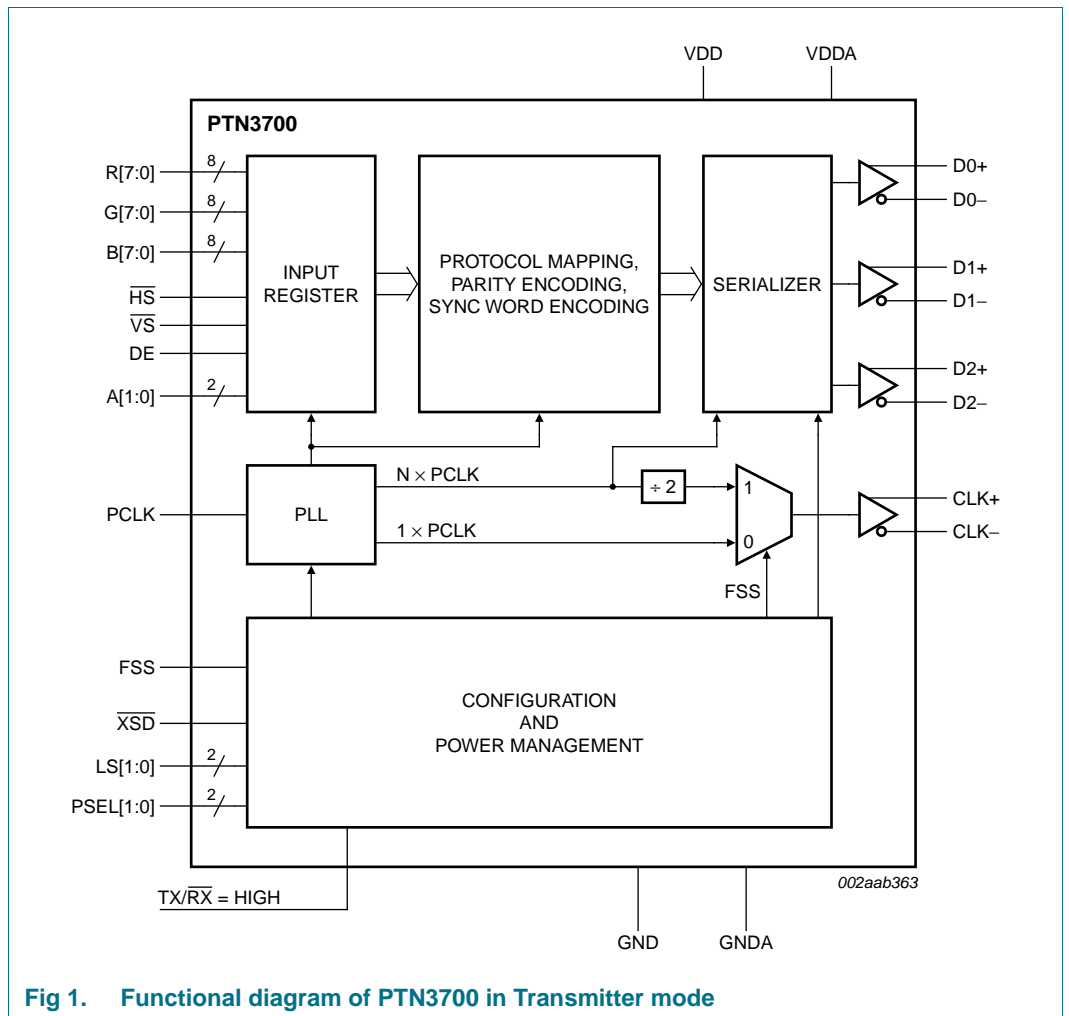 VDD
VDDA
PTN3700
R[7:0]
8
G[7:0]
8
B[7:0]
8
HS
VS
DE
A[1:0]
2
INPUT
REGISTER
PROTOCOL MAPPING,
PARITY ENCODING,
SYNC WORD ENCODING
SERIALIZER
D0+
D0−
D1+
D1−
D2+
D2−
PCLK
PLL
N × PCLK
÷ 2
1 × PCLK
1
0
FSS
CLK+
CLK−
FSS
XSD
LS[1:0]
2
PSEL[1:0]
2
CONFIGURATION
AND
POWER MANAGEMENT
TX/RX = HIGH
GND
GNDA
002aab363
Fig 1. Functional diagram of PTN3700 in Transmitter mode